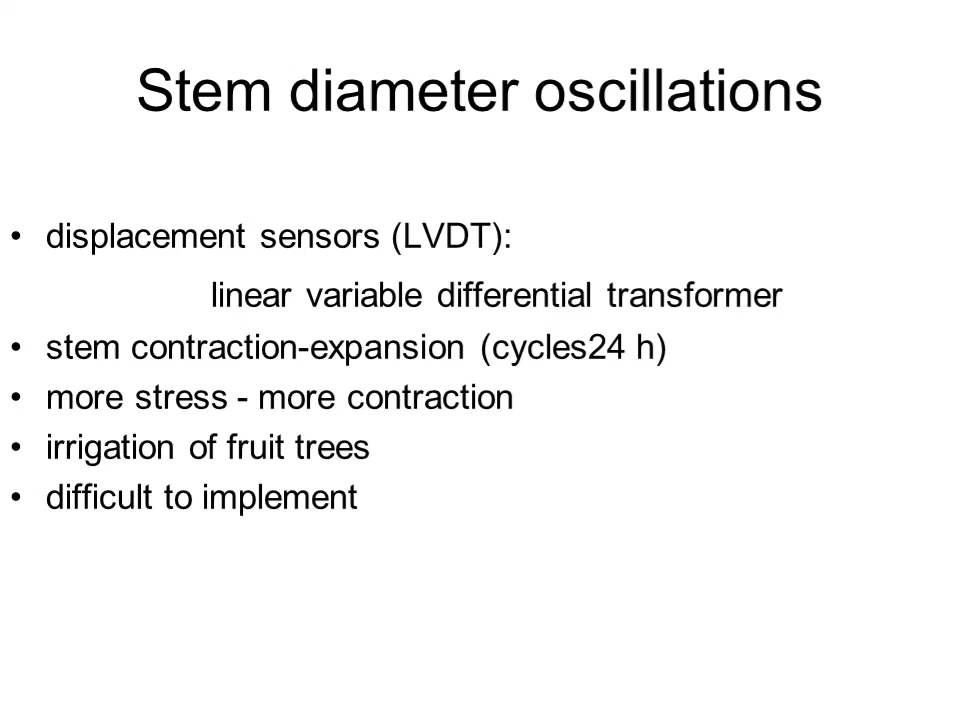 Stem diameter oscillations
• displacement sensors (LVDT):
linear variable differential transformer
• stem contraction-expansion (cycles24 h)
• more stress - more contraction
• irrigation of fruit trees
• difficult to implement